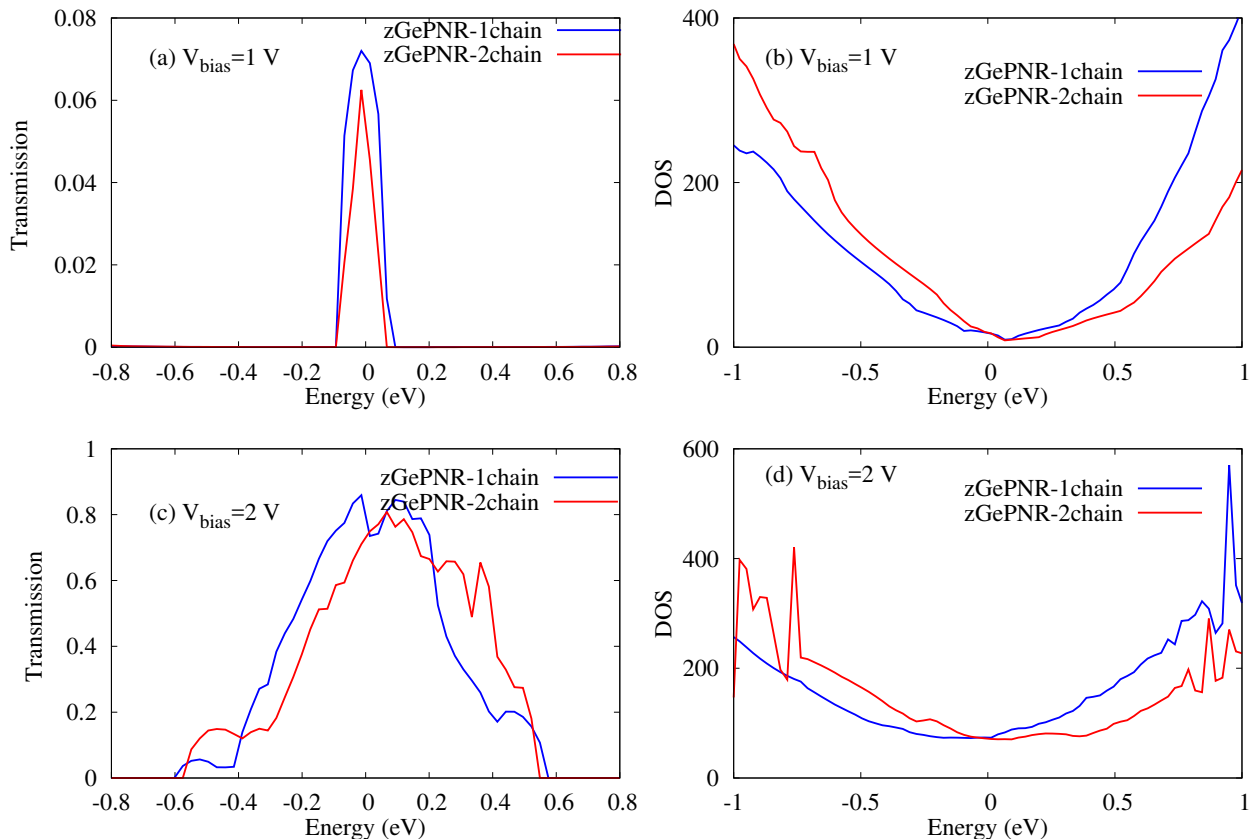 0.08
0.06
0.04
0.02
0
Transmission
(a) V_bias=1 V
zGePNR-1chain
zGePNR-2chain
-0.8 -0.6 -0.4 -0.2 0 0.2 0.4 0.6 0.8
Energy (eV)
400
200
0
DOS
(b) V_bias=1 V
zGePNR-1chain
zGePNR-2chain
-1 -0.5 0 0.5 1
Energy (eV)
1
0.8
0.6
0.4
0.2
0
Transmission
(c) V_bias=2 V
zGePNR-1chain
zGePNR-2chain
-0.8 -0.6 -0.4 -0.2 0 0.2 0.4 0.6 0.8
Energy (eV)
600
400
200
0
DOS
(d) V_bias=2 V
zGePNR-1chain
zGePNR-2chain
-1 -0.5 0 0.5 1
Energy (eV)